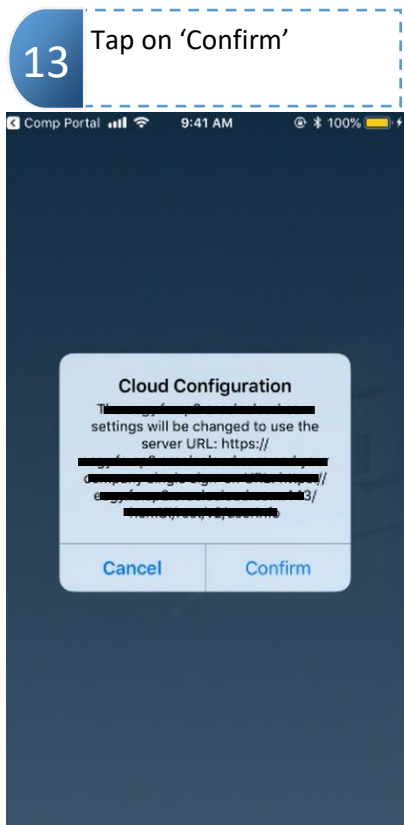 13
Tap on ‘Confirm’
Comp Portal 9:41 AM 100%
Cloud Configuration
settings will be changed to use the
server URL: https://
//
3/
Cancel Confirm